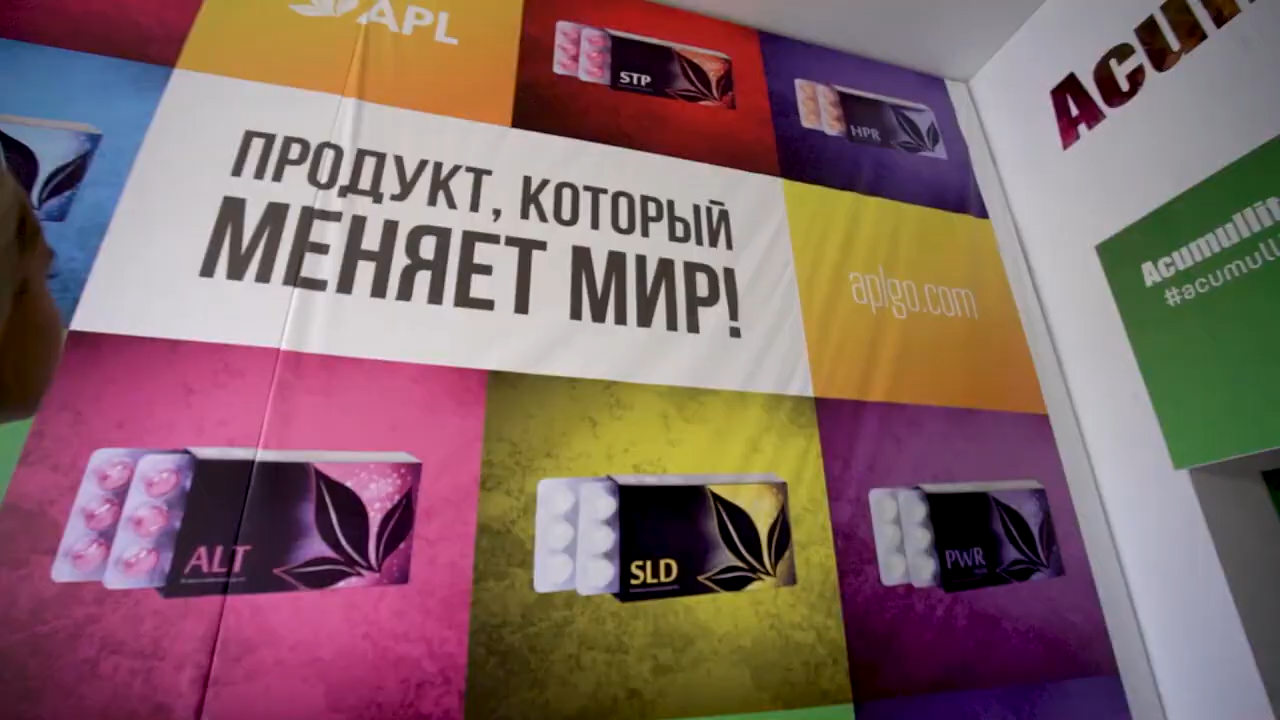 APL
STP
HPR
ПРОДУКТ, КОТОРЫЙ
МЕНЯЕТ МИР!
aplgo.com
ALT
SLD
PWR